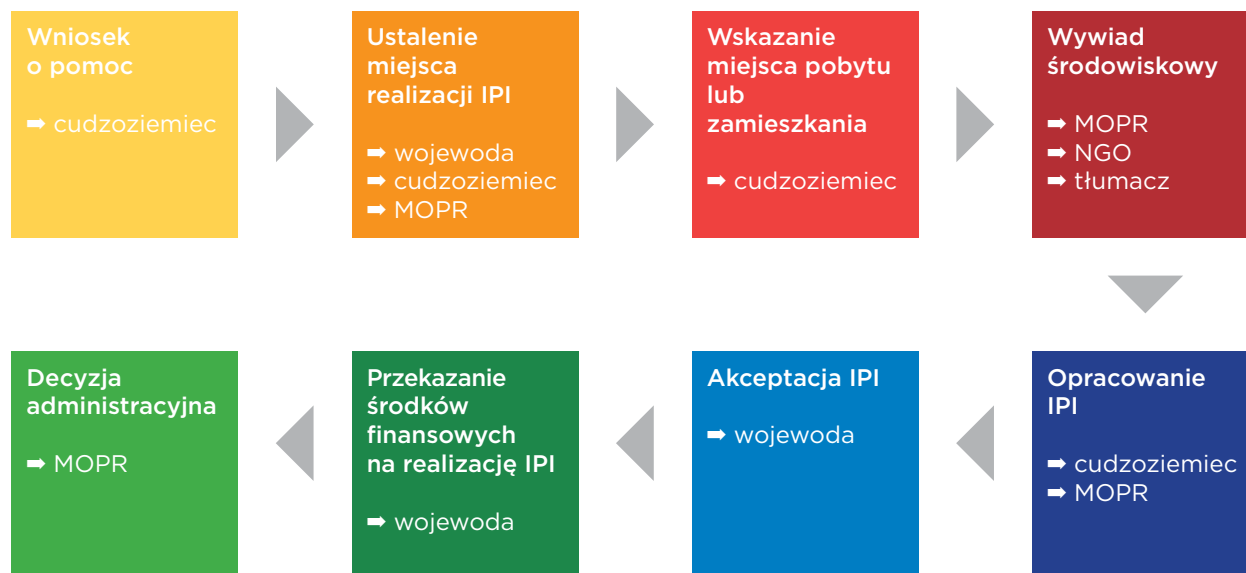 Wniosek
o pomoc
➡ cudzoziemiec
Ustalenie
miejsca
realizacji IPI
➡ wojewoda
➡ cudzoziemiec
➡ MOPR
Wskazanie
miejsca pobytu
lub
zamieszkania
➡ cudzoziemiec
Wywiad
środowiskowy
➡ MOPR
➡ NGO
➡ tłumacz
Opracowanie
IPI
➡ cudzoziemiec
➡ MOPR
Akceptacja IPI
➡ wojewoda
Przekazanie
środków
finansowych
na realizację IPI
➡ wojewoda
Decyzja
administracyjna
➡ MOPR